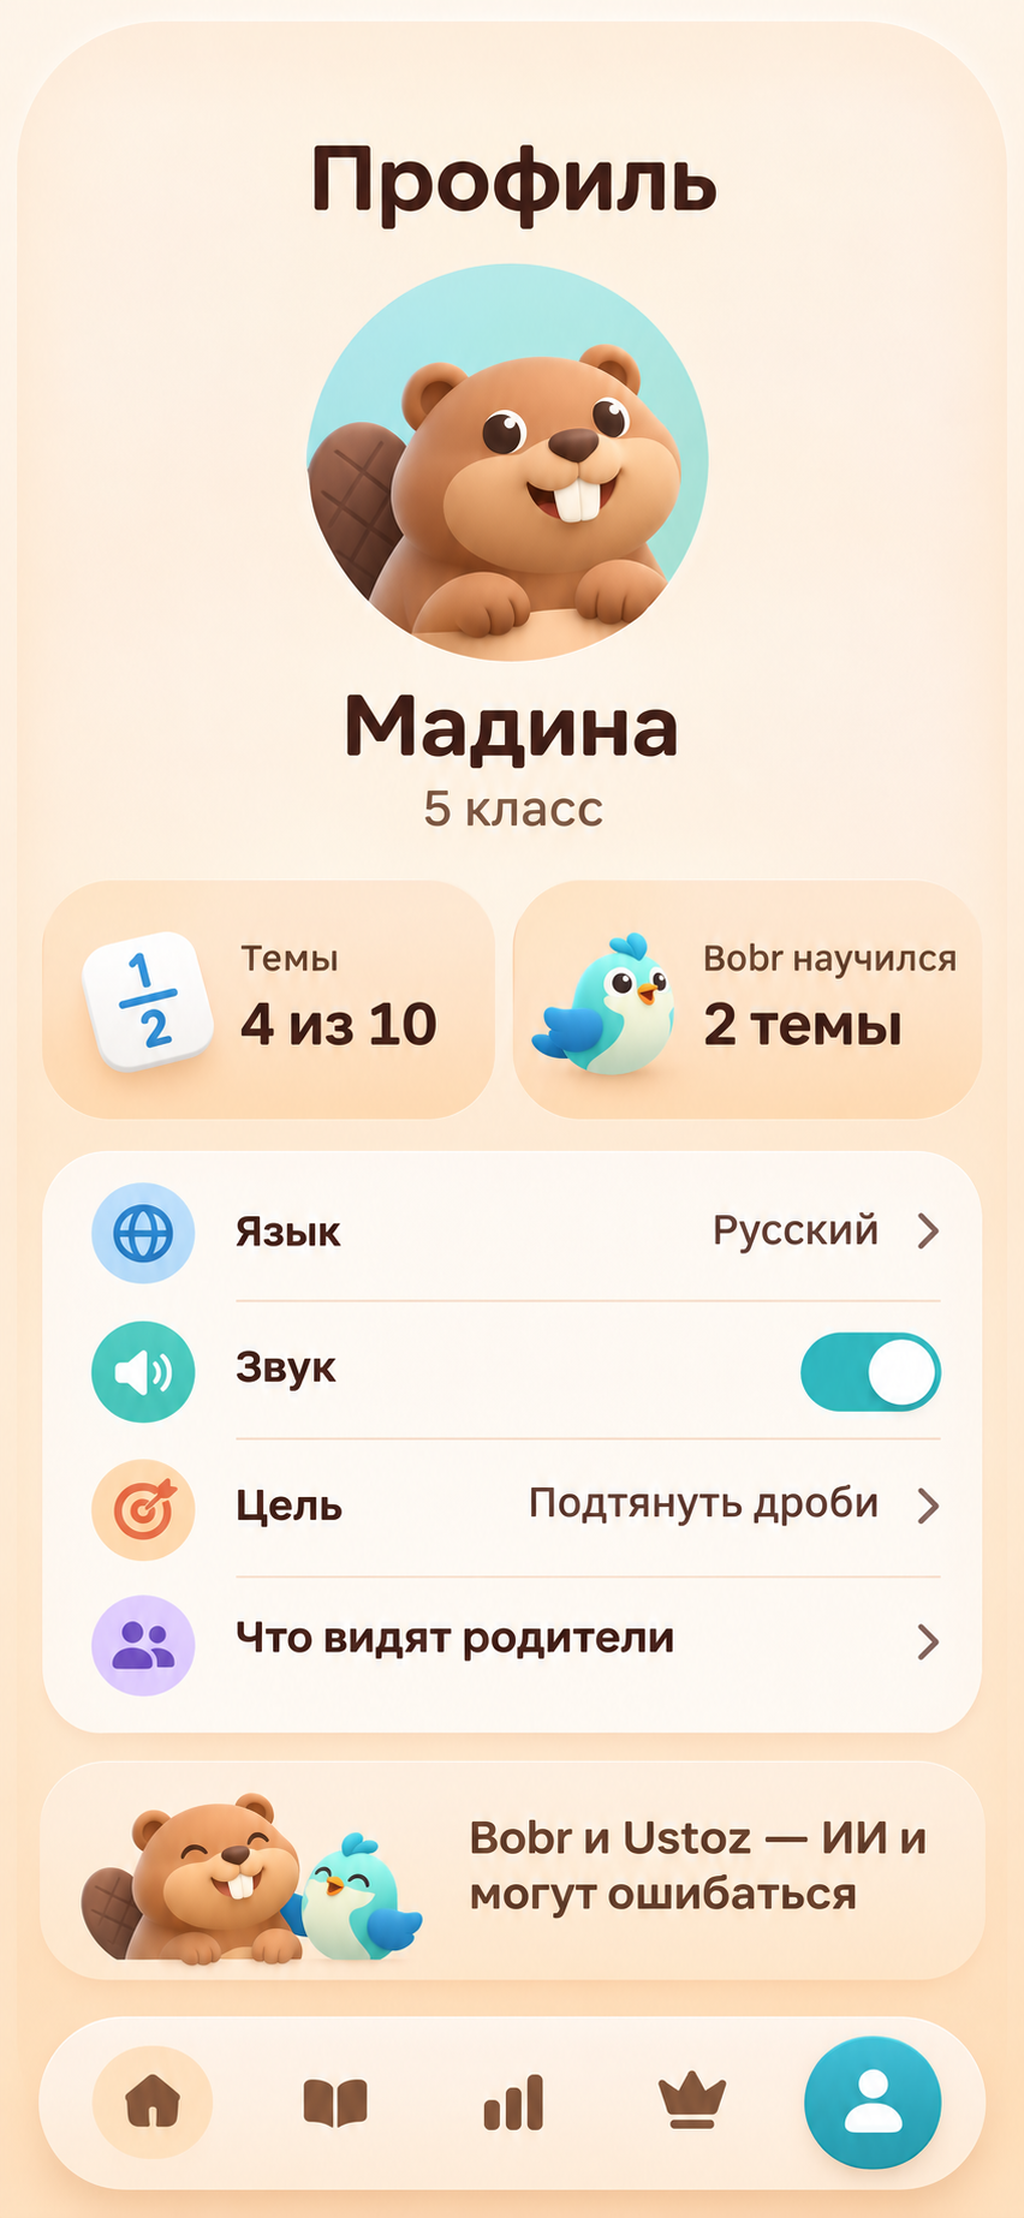 Профиль
Мадина
5 класс
1
2
Темы
4 из 10
Bobr научился
2 темы
Язык
Русский
Звук
Цель
Подтянуть дроби
Что видят родители
Bobr и Ustoz — ИИ и
могут ошибаться